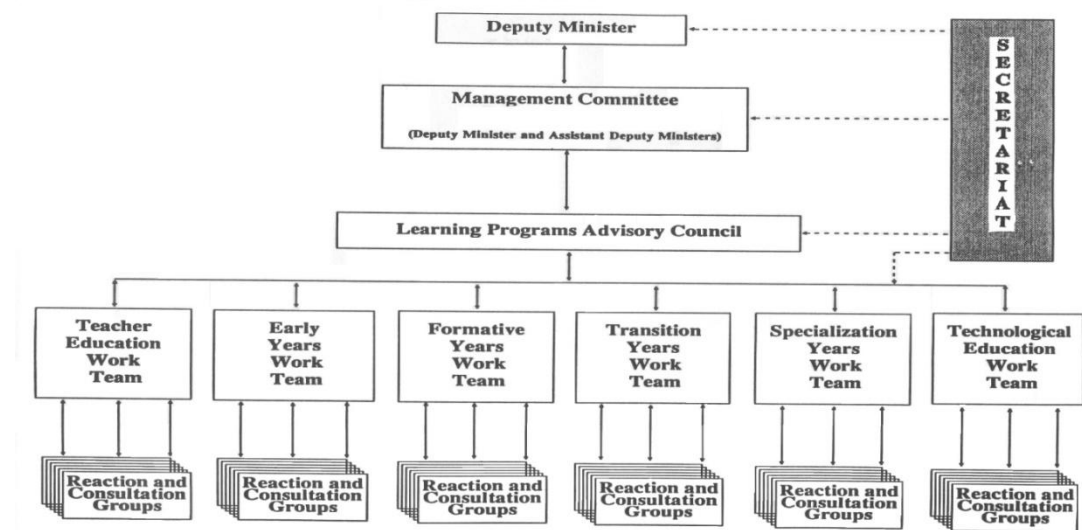 Deputy Minister
SECRETARIAT
Management Committee
(Deputy Minister and Assistant Deputy Ministers)
Learning Programs Advisory Council
Teacher
Education
Work
Team
Early
Years
Work
Team
Formative
Years
Work
Team
Transition
Years
Work
Team
Specialization
Years
Work
Team
Technological
Education
Work
Team
Reaction and
Consultation
Groups
Reaction and
Consultation
Groups
Reaction and
Consultation
Groups
Reaction and
Consultation
Groups
Reaction and
Consultation
Groups
Reaction and
Consultation
Groups